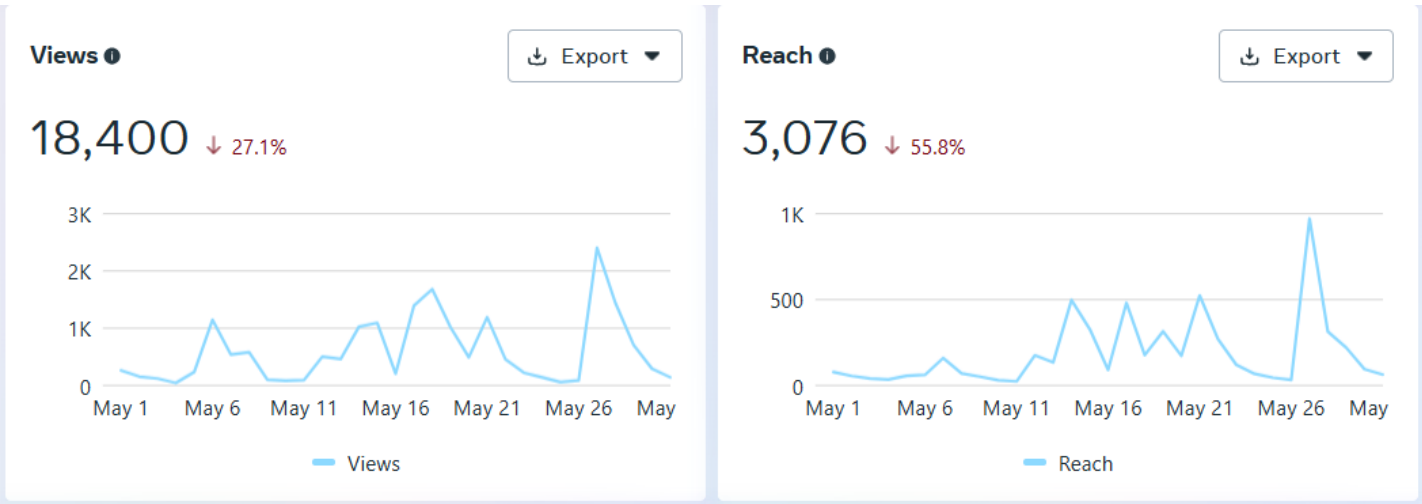 Views
Export
18,400 ↓ 27.1%
3K
2K
1K
0
May 1 May 6 May 11 May 16 May 21 May 26 May
Views
Reach
Export
3,076 ↓ 55.8%
1K
500
0
May 1 May 6 May 11 May 16 May 21 May 26 May
Reach